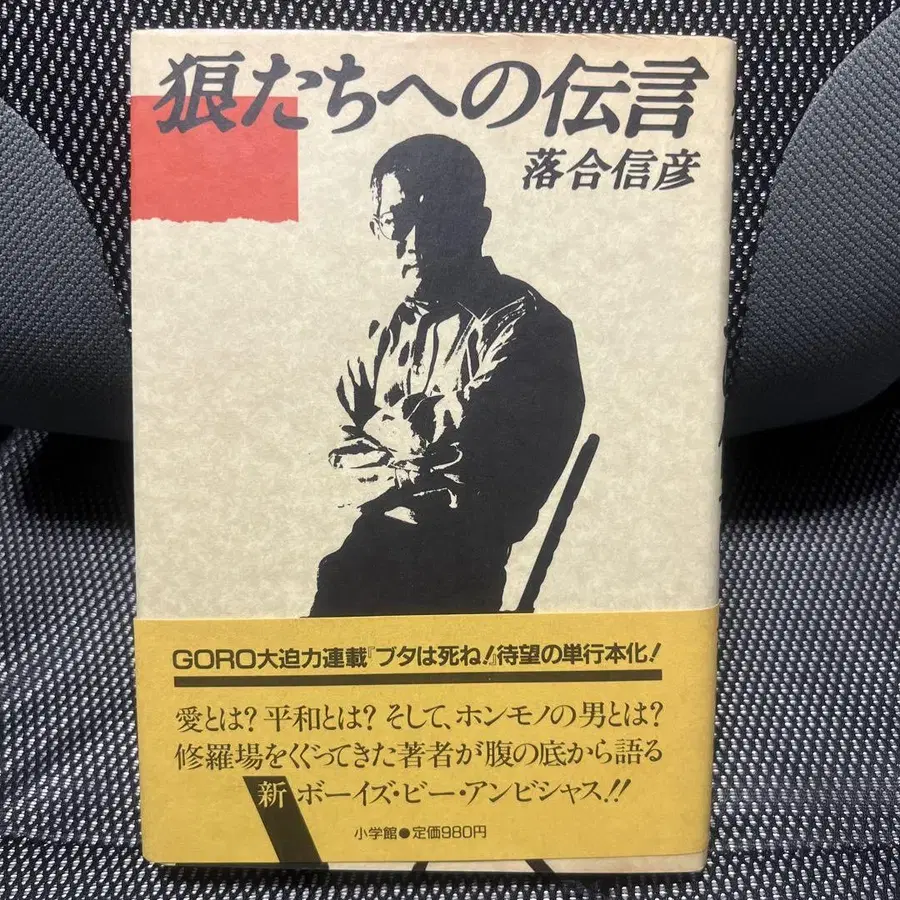 狼たちへの伝言
落合信彦
GORO大迫力連載『ブタは死ね!』待望の単行本化!
愛とは?平和とは?そして、ホンモノの男とは?
修羅場をくぐってきた著者が腹の底から語る
新ボーイズ・ビー・アンビシャス!!
小学館●定価980円